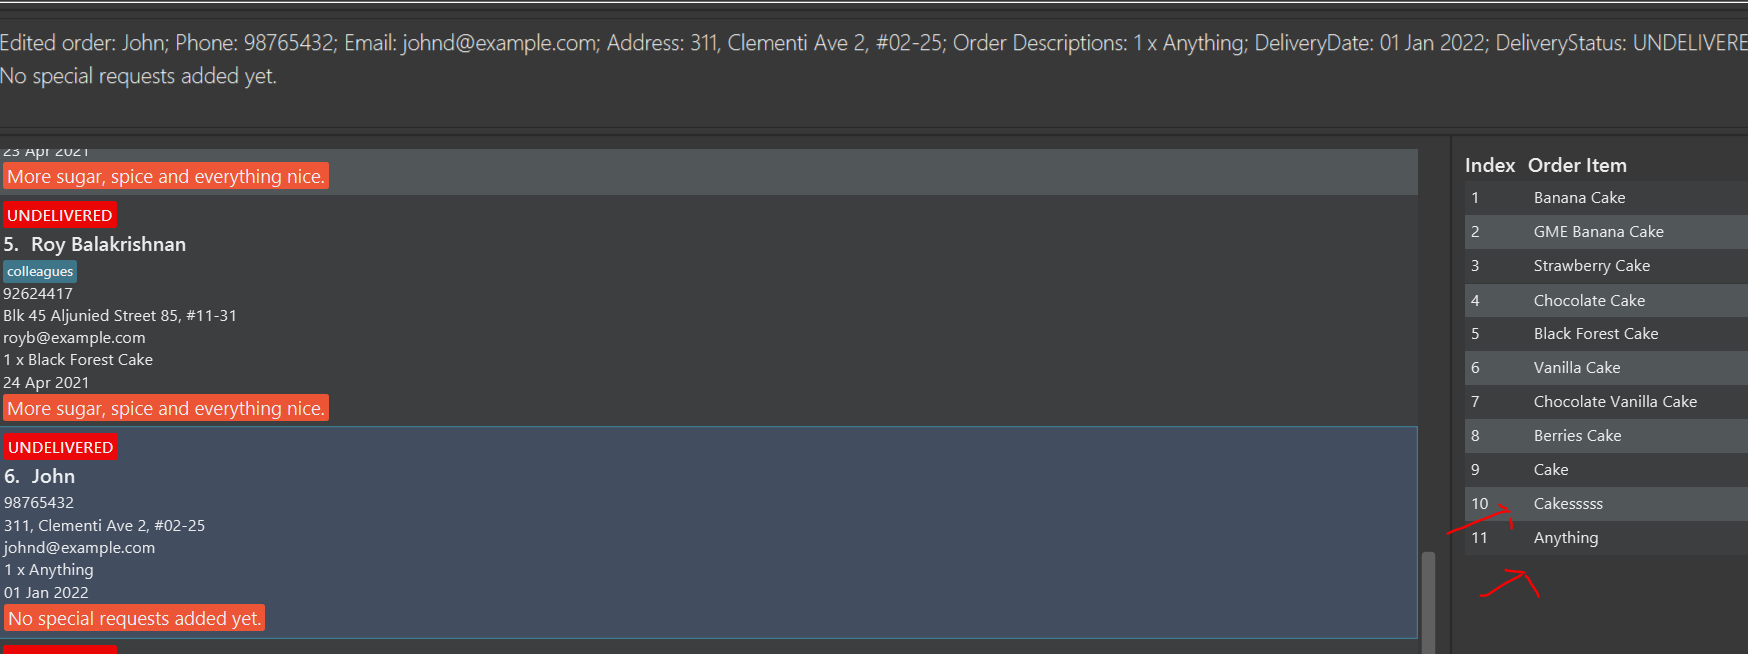 Edited order: John; Phone: 98765432; Email: johnd@example.com; Address: 311, Clementi Ave 2, #02-25; Order Descriptions: 1 x Anything; DeliveryDate: 01 Jan 2022; DeliveryStatus: UNDELIVERE
No special requests added yet.
23 Apr 2021
More sugar, spice and everything nice.
UNDELIVERED
5. Roy Balakrishnan
colleagues
92624417
Blk 45 Aljunied Street 85, #11-31
royb@example.com
1 x Black Forest Cake
24 Apr 2021
More sugar, spice and everything nice.
UNDELIVERED
6. John
98765432
311, Clementi Ave 2, #02-25
johnd@example.com
1 x Anything
01 Jan 2022
No special requests added yet.
Index Order Item
1 Banana Cake
2 GME Banana Cake
3 Strawberry Cake
4 Chocolate Cake
5 Black Forest Cake
6 Vanilla Cake
7 Chocolate Vanilla Cake
8 Berries Cake
9 Cake
10 Cakesssss
11 Anything